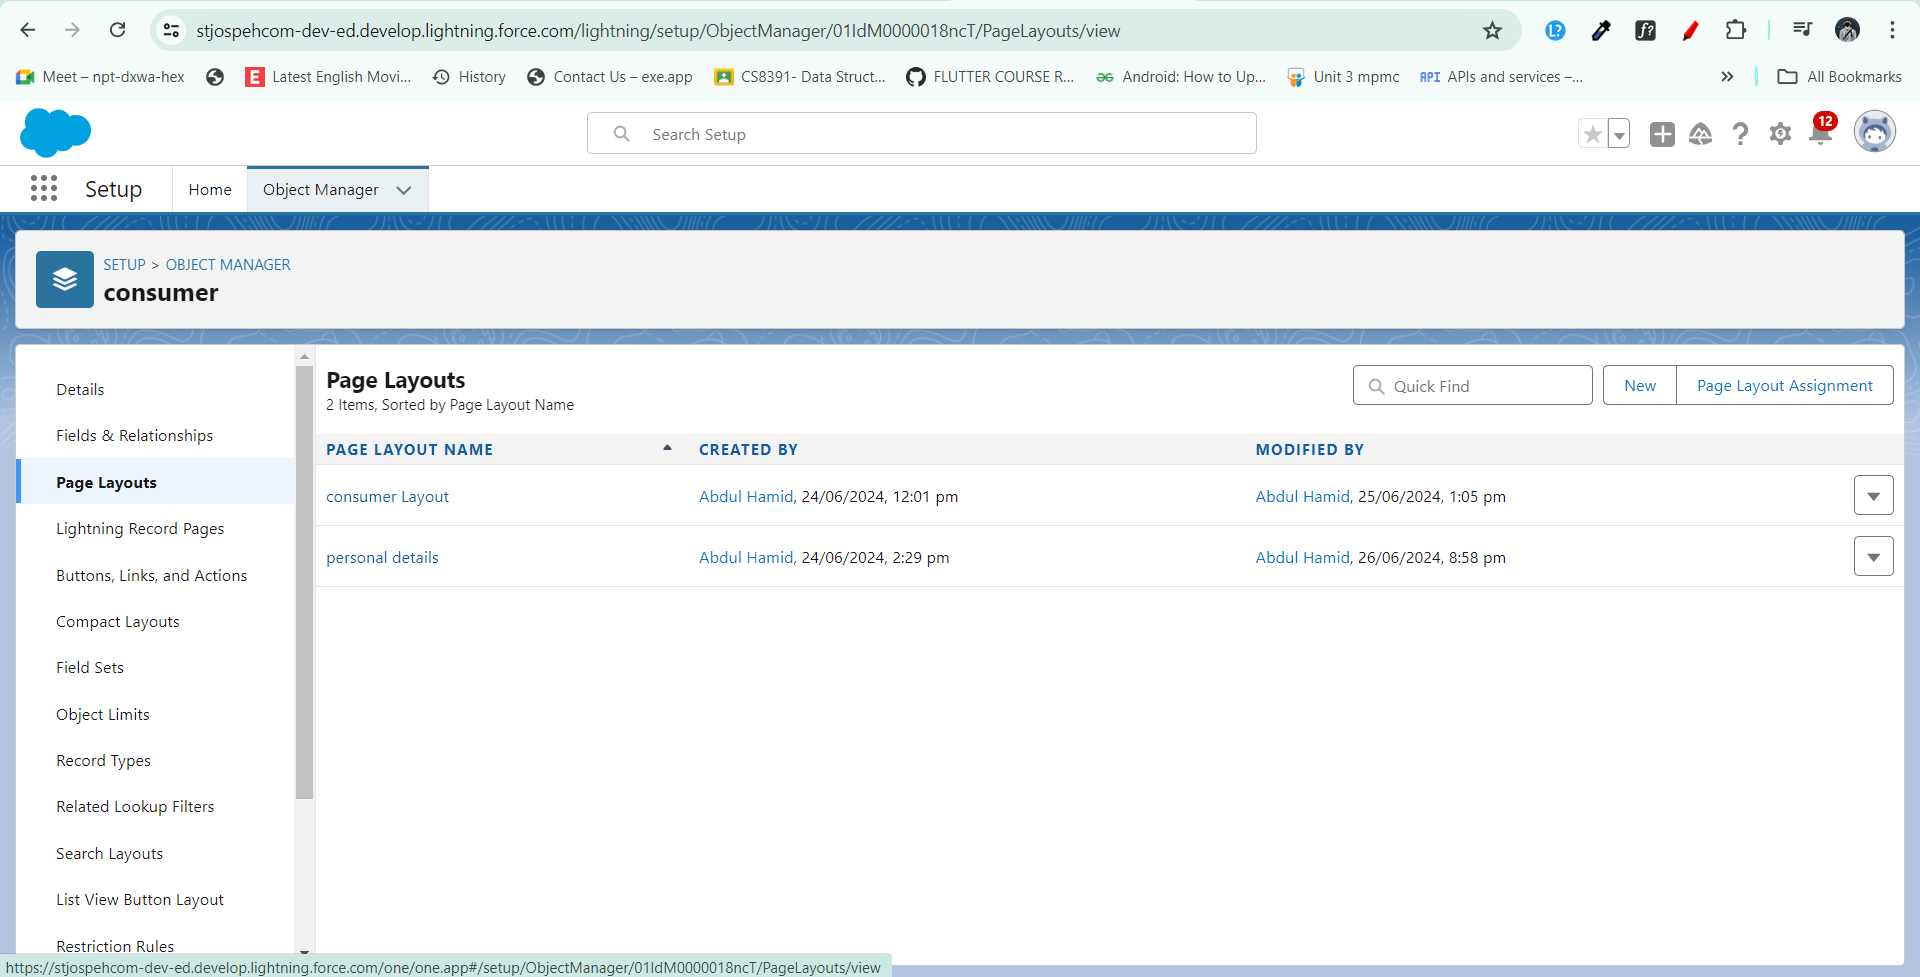 stjospehcom-dev-ed.develop.lightning.force.com/lightning/setup/ObjectManager/01IdM0000018ncT/PageLayouts/view
Meet – npt-dxwa-hex
Latest English Movi...
History
Contact Us – exe.app
CS8391- Data Struct...
FLUTTER COURSE R...
Android: How to Up...
Unit 3 mpmc
API APIs and services –...
» All Bookmarks
Search Setup
12
Setup
Home
Object Manager
SETUP > OBJECT MANAGER
consumer
Details
Fields & Relationships
Page Layouts
Lightning Record Pages
Buttons, Links, and Actions
Compact Layouts
Field Sets
Object Limits
Record Types
Related Lookup Filters
Search Layouts
List View Button Layout
Restriction Rules
Page Layouts
2 Items, Sorted by Page Layout Name
Quick Find
New
Page Layout Assignment
PAGE LAYOUT NAME CREATED BY MODIFIED BY
consumer Layout Abdul Hamid, 24/06/2024, 12:01 pm Abdul Hamid, 25/06/2024, 1:05 pm
personal details Abdul Hamid, 24/06/2024, 2:29 pm Abdul Hamid, 26/06/2024, 8:58 pm
https://stjospehcom-dev-ed.develop.lightning.force.com/one/one.app#/setup/ObjectManager/01IdM0000018ncT/PageLayouts/view